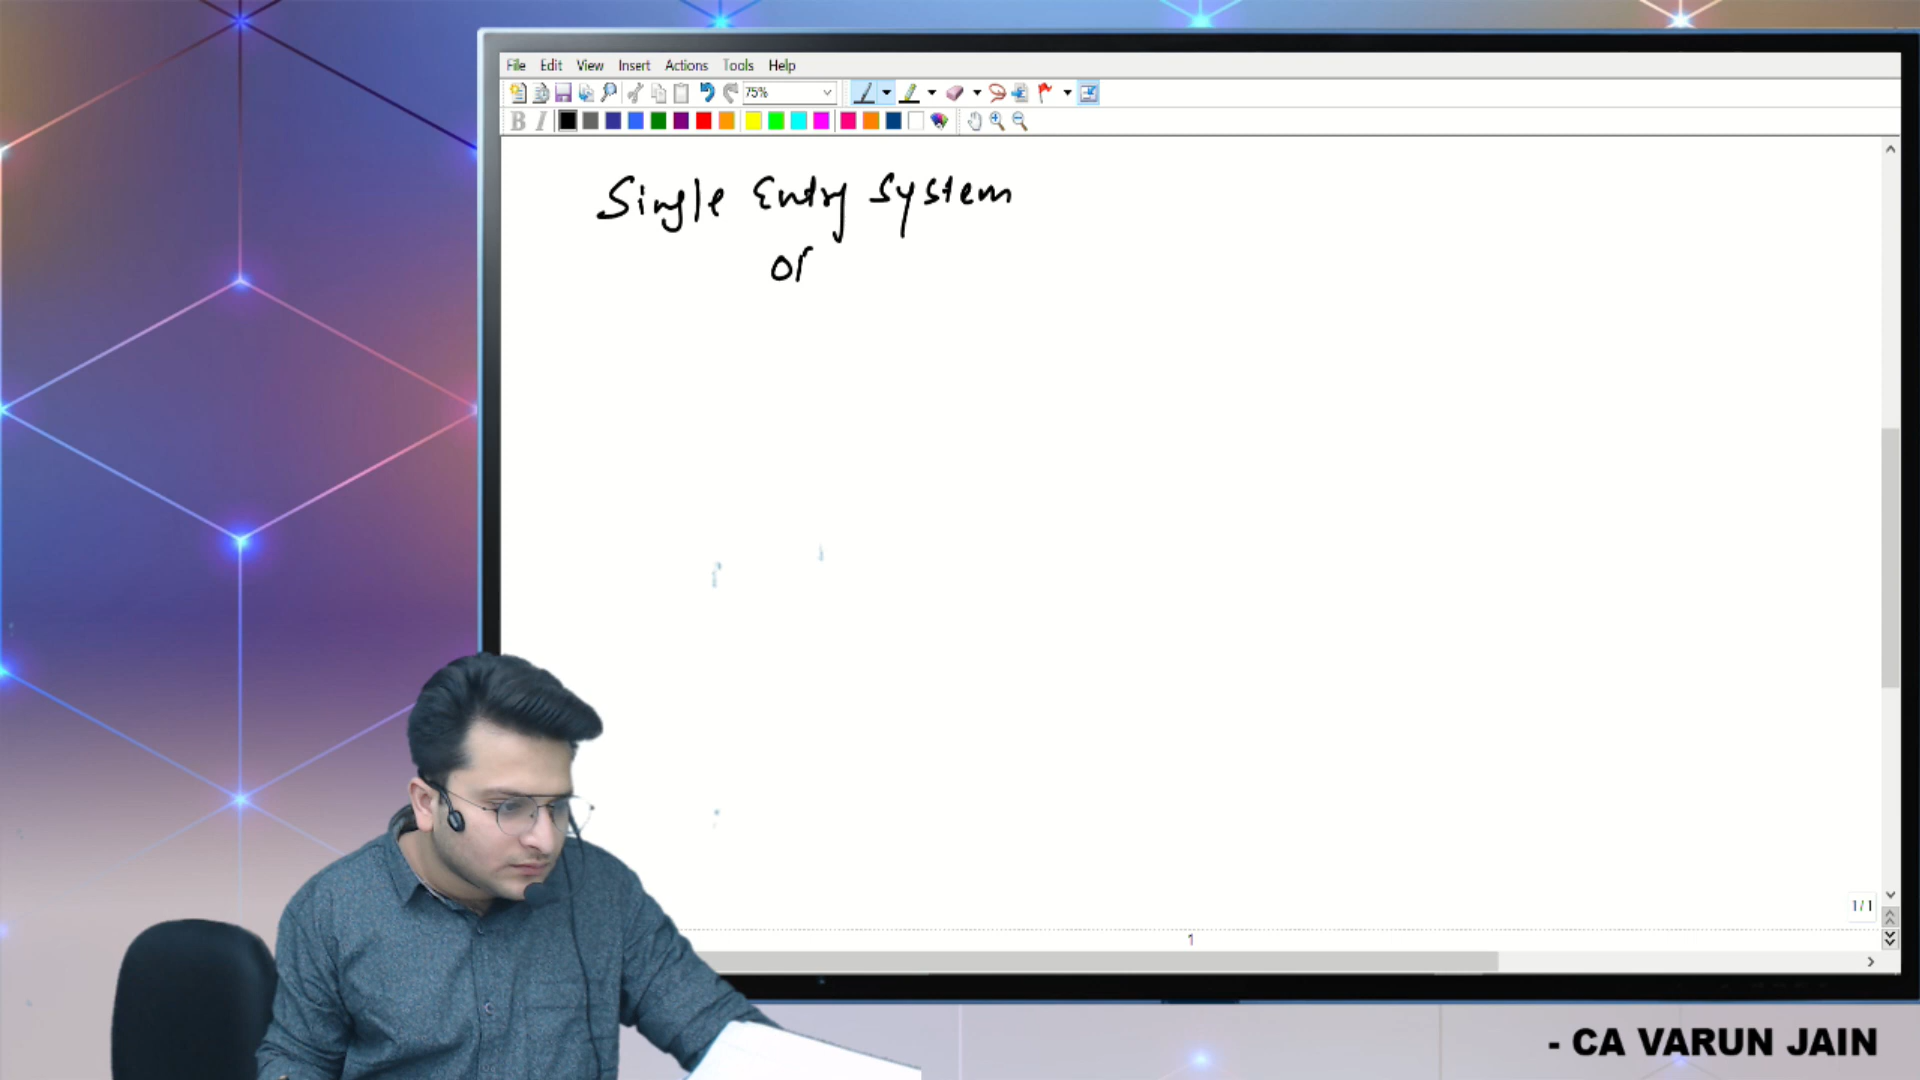 File Edit View Insert Actions Tools Help
75%
B I
Single Entry System
or
1/1
1
- CA VARUN JAIN